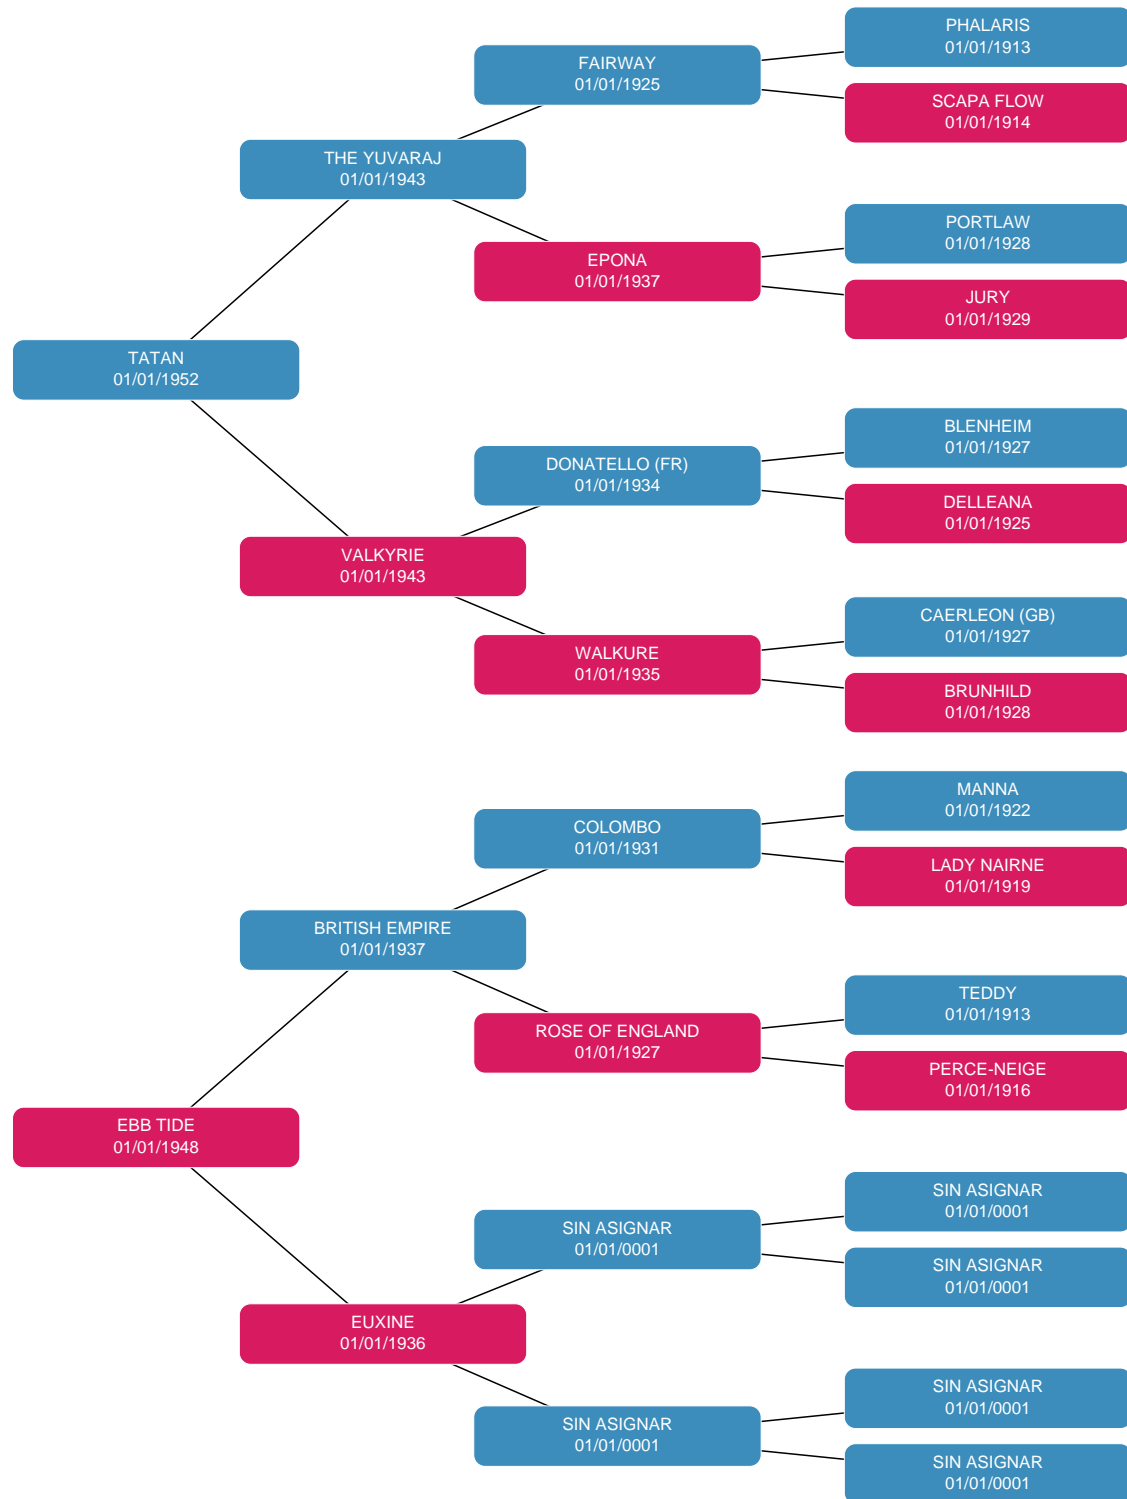 PHALARIS
01/01/1913
FAIRWAY
01/01/1925
SCAPA FLOW
01/01/1914
THE YUVARAJ
01/01/1943
PORTLAW
01/01/1928
EPONA
01/01/1937
JURY
01/01/1929
TATAN
01/01/1952
BLENHEIM
01/01/1927
DONATELLO (FR)
01/01/1934
DELLEANA
01/01/1925
VALKYRIE
01/01/1943
CAERLEON (GB)
01/01/1927
WALKURE
01/01/1935
BRUNHILD
01/01/1928
MANNA
01/01/1922
COLOMBO
01/01/1931
LADY NAIRNE
01/01/1919
BRITISH EMPIRE
01/01/1937
TEDDY
01/01/1913
ROSE OF ENGLAND
01/01/1927
PERCE-NEIGE
01/01/1916
EBB TIDE
01/01/1948
SIN ASIGNAR
01/01/0001
SIN ASIGNAR
01/01/0001
SIN ASIGNAR
01/01/0001
EUXINE
01/01/1936
SIN ASIGNAR
01/01/0001
SIN ASIGNAR
01/01/0001
SIN ASIGNAR
01/01/0001